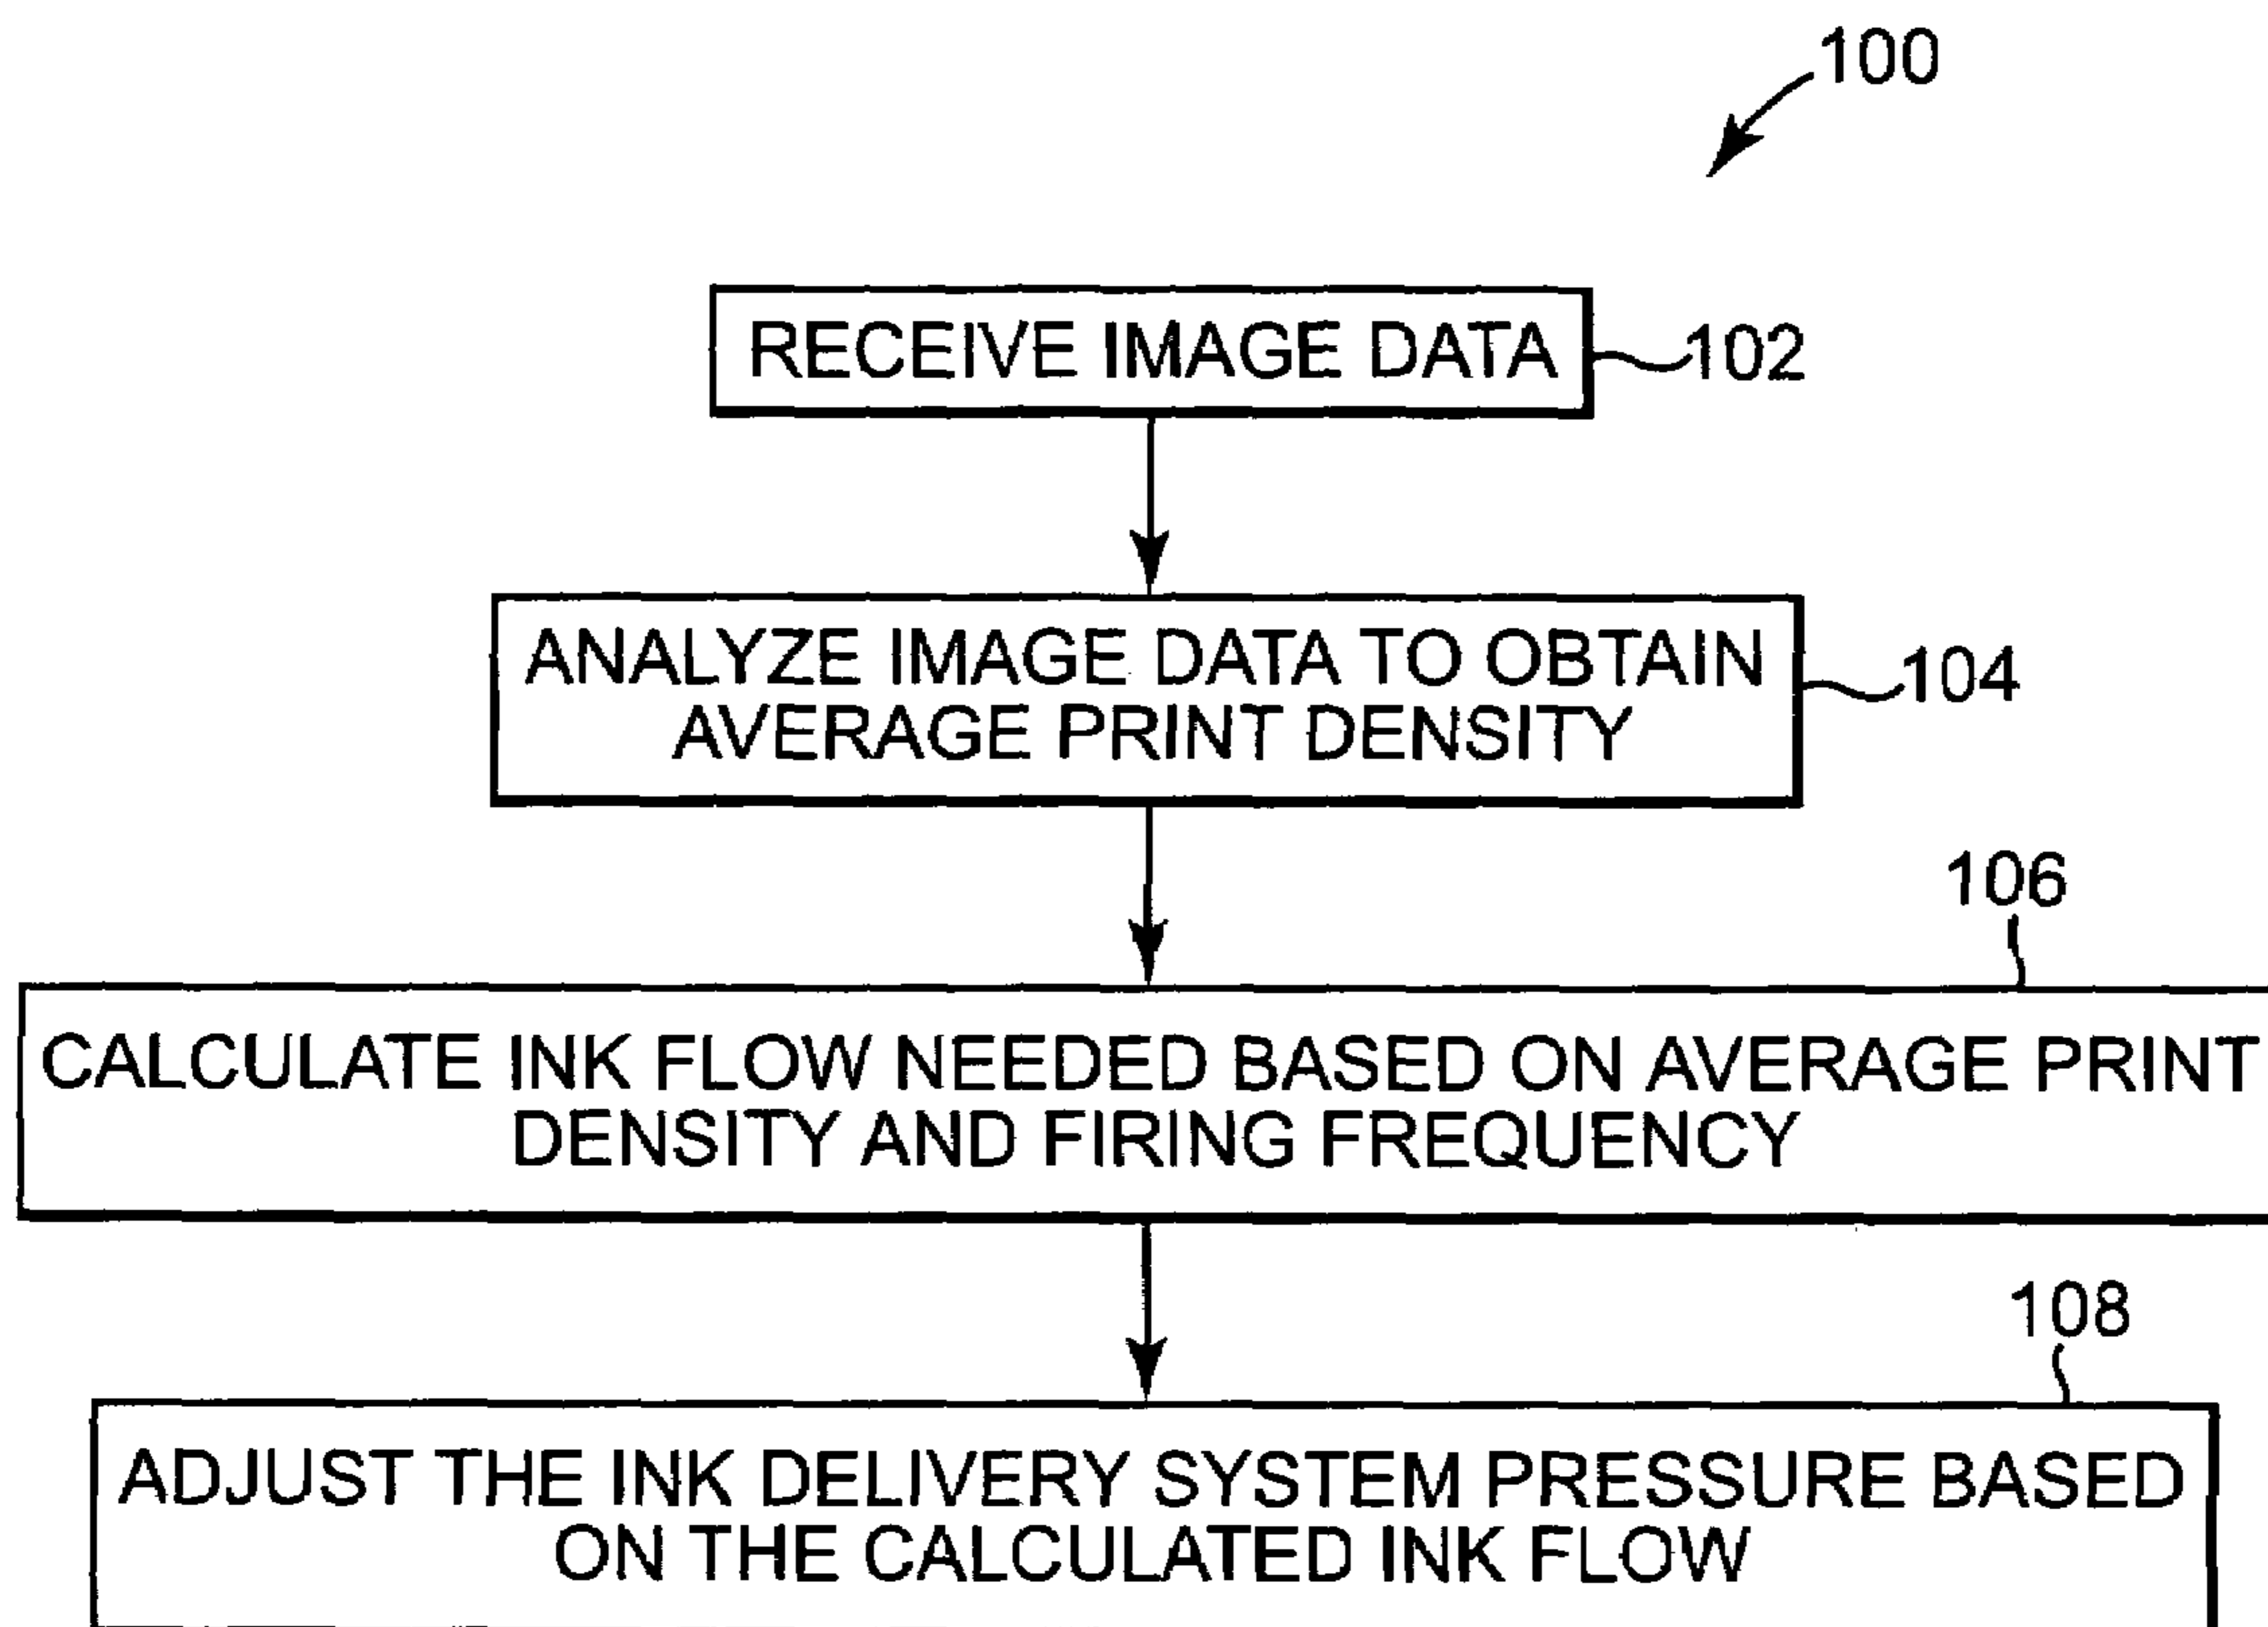 100
RECEIVE IMAGE DATA
102
ANALYZE IMAGE DATA TO OBTAIN
AVERAGE PRINT DENSITY
104
106
CALCULATE INK FLOW NEEDED BASED ON AVERAGE PRINT
DENSITY AND FIRING FREQUENCY
108
ADJUST THE INK DELIVERY SYSTEM PRESSURE BASED
ON THE CALCULATED INK FLOW